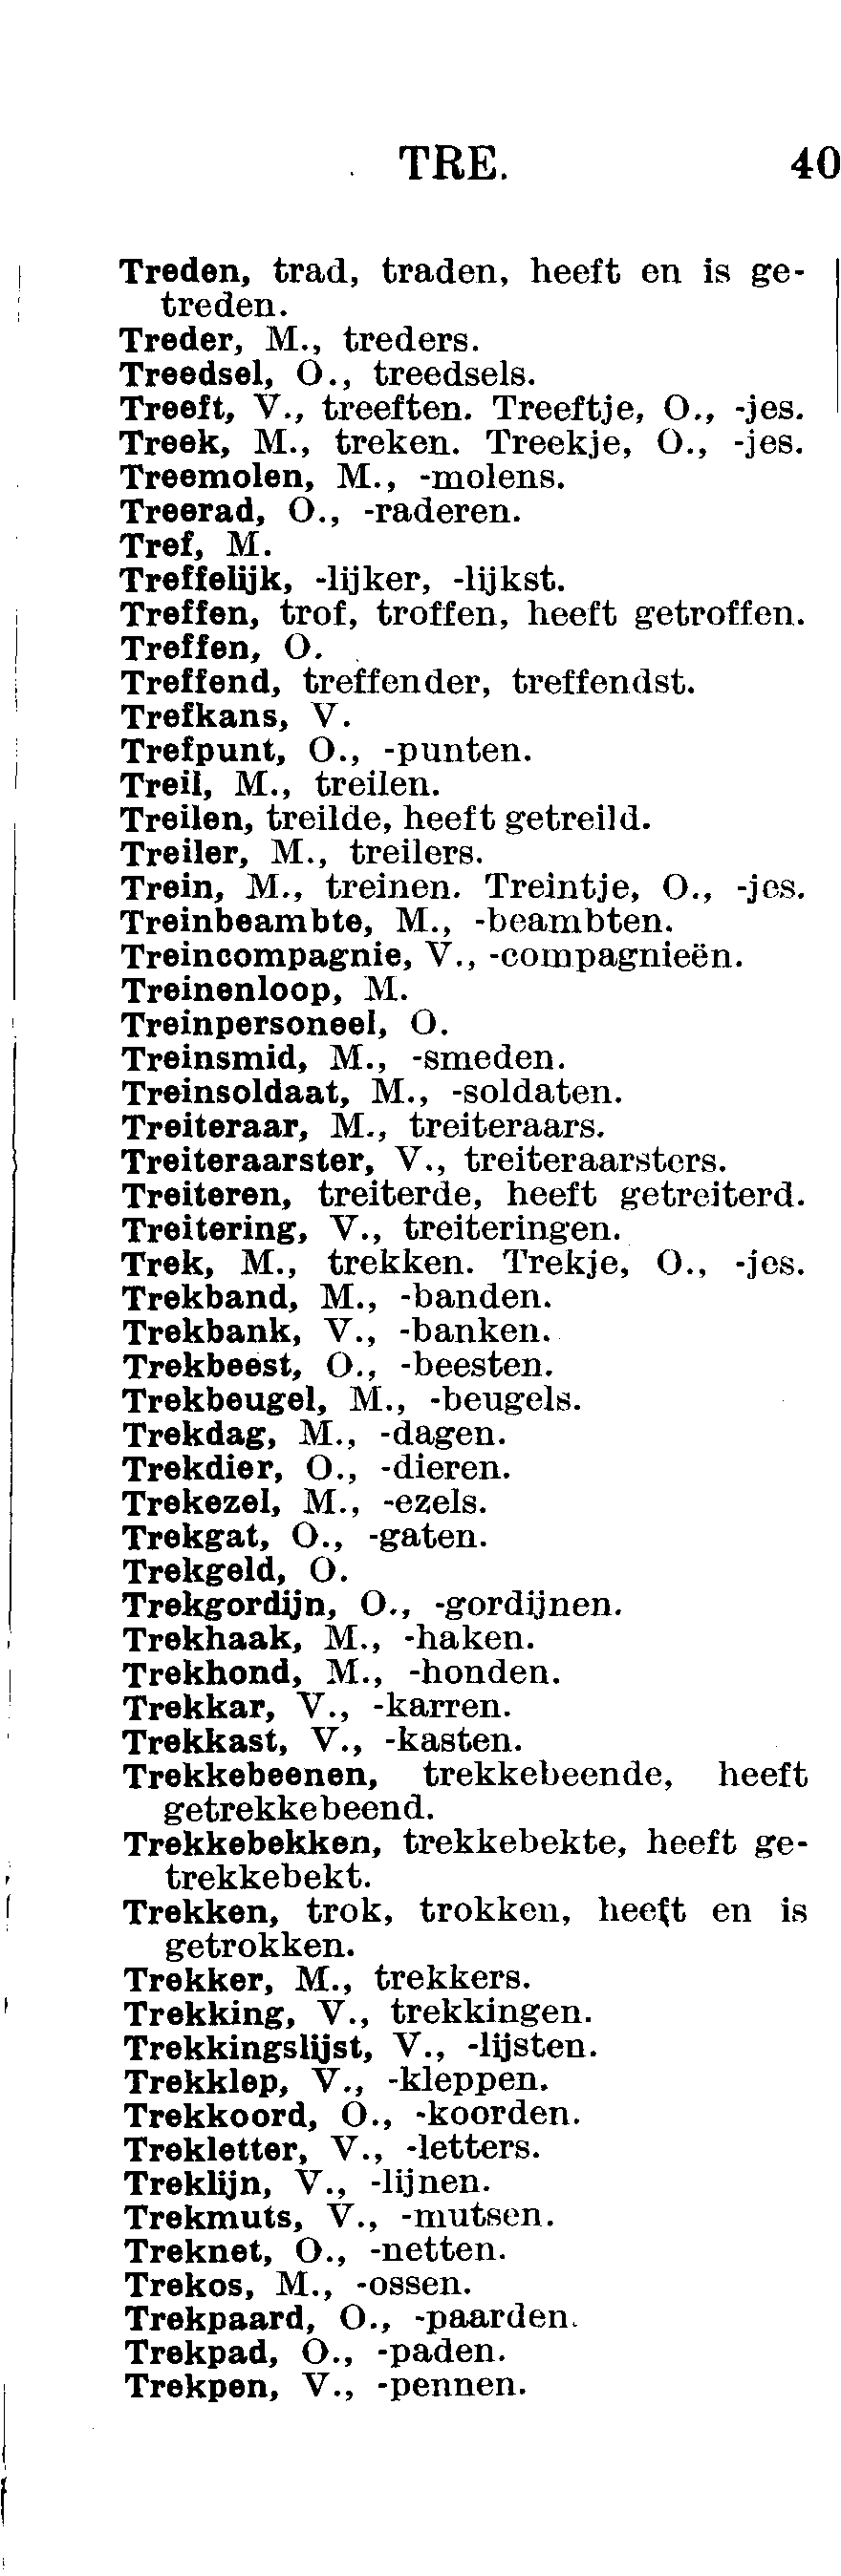 TRE. 40
Treden, trad, traden, heeft en is ge-
treden.
Treder, M., treders.
Treedsel, O., treedsels.
Treeft, V., treeften. Treeftje, O., -jes.
Treek, M., treken. Treekje, O., -jes.
Treemolen, M., -molens.
Treerad, O., -raderen.
Tref, M.
Treffelijk, -lijker, -lijkst.
Treffen, trof, troffen, heeft getroffen.
Treffen, O.
Treffend, treffender, treffendst.
Trefkans, V.
Trefpunt, O., -punten.
Treil, M., treilen.
Treilen, treilde, heeft getreild.
Treiler, M., treilers.
Trein, M., treinen. Treintje, O., -jes.
Treinbeambte, M., -beambten.
Treincompagnie, V., -compagnieën.
Treinenloop, M.
Treinpersoneel, O.
Treinsmid, M., -smeden.
Treinsoldaat, M., -soldaten.
Treiteraar, M., treiteraars.
Treiteraarster, V., treiteraarsters.
Treiteren, treiterde, heeft getreiterd.
Treitering, V., treiteringen.
Trek, M., trekken. Trekje, O., -jes.
Trekband, M., -banden.
Trekbank, V., -banken.
Trekbeest, O., -beesten.
Trekbeugel, M., -beugels.
Trekdag, M., -dagen.
Trekdier, O., -dieren.
Trekezel, M., -ezels.
Trekgat, O., -gaten.
Trekgeld, O.
Trekgordijn, O., -gordijnen.
Trekhaak, M., -haken.
Trekhond, M., -honden.
Trekkar, V., -karren.
Trekkast, V., -kasten.
Trekkebeenen, trekkebeende, heeft
getrekkebeend.
Trekkebekken, trekkebekte, heeft ge-
trekkebekt.
Trekken, trok, trokken, heeft en is
getrokken.
Trekker, M., trekkers.
Trekking, V., trekkingen.
Trekkingslijst, V., -lijsten.
Trekklep, V., -kleppen.
Trekkoord, O., -koorden.
Trekletter, V., -letters.
Treklijn, V., -lijnen.
Trekmuts, V., -mutsen.
Treknet, O., -netten.
Trekos, M., -ossen.
Trekpaard, O., -paarden.
Trekpad, O., -paden.
Trekpen, V., -pennen.